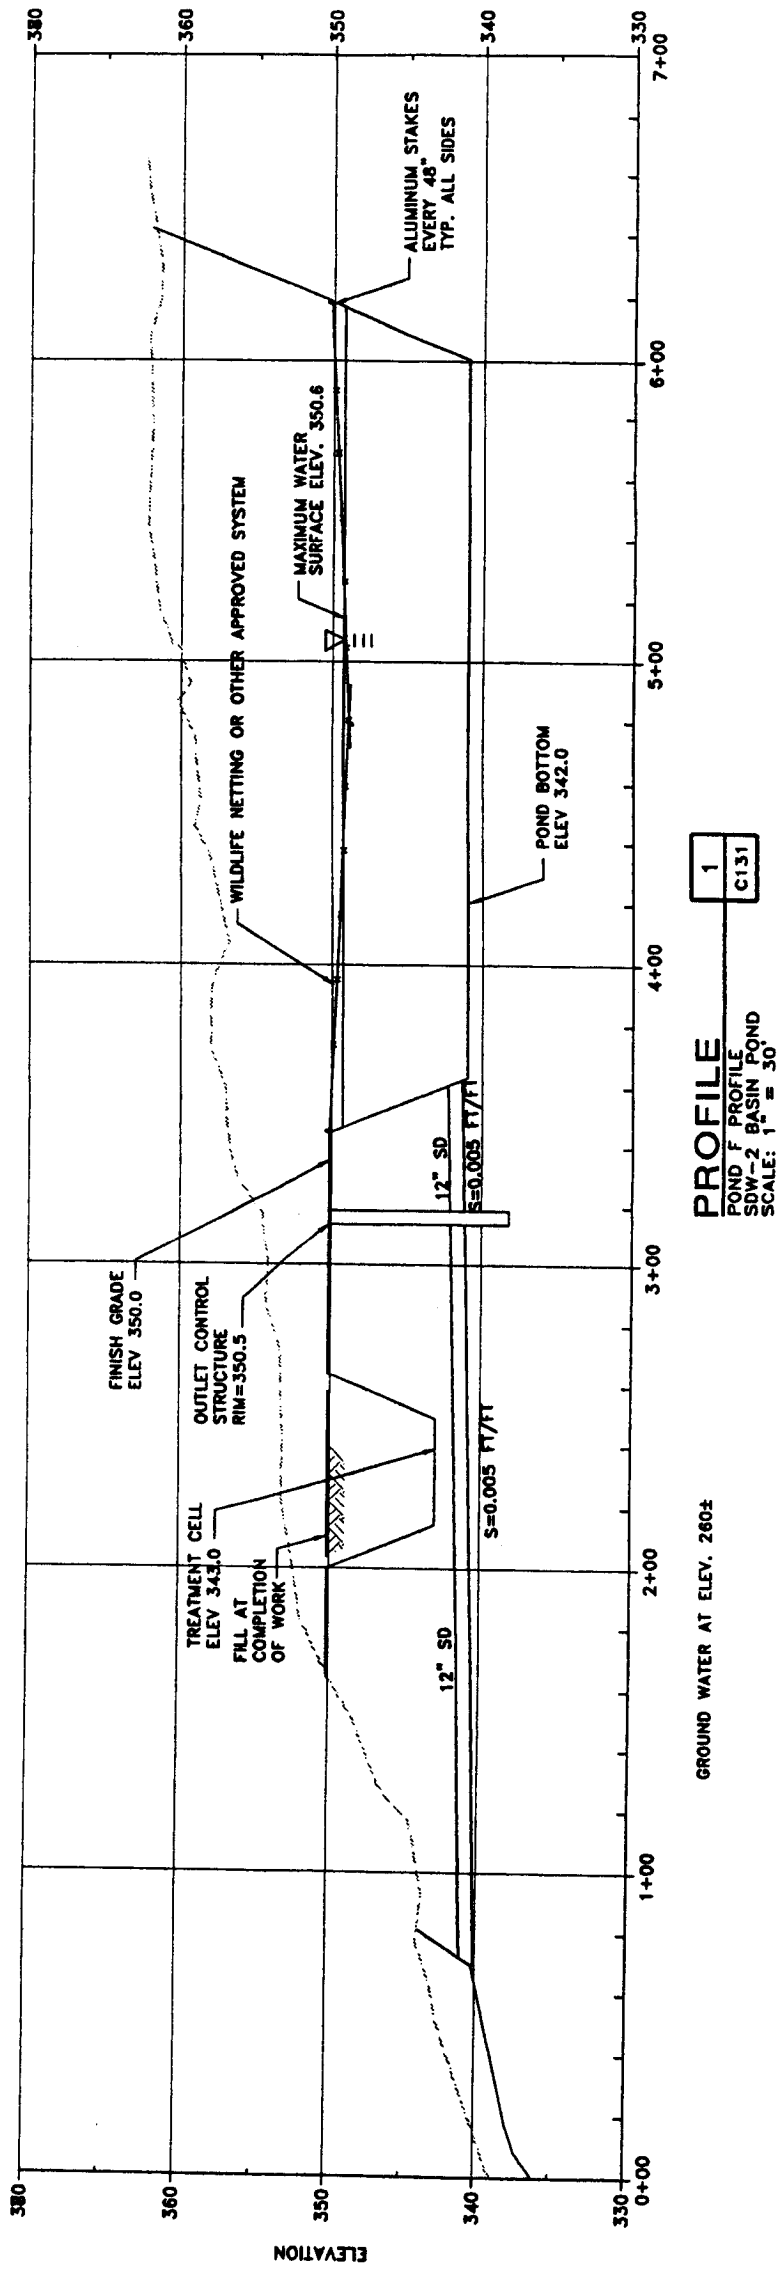 ELEVATION
380
360
350
340
330
380
360
350
340
330
0+00
1+00
2+00
3+00
4+00
5+00
6+00
7+00
TREATMENT CELL
ELEV 343.0
FILL AT
COMPLETION
OF WORK
FINISH GRADE
ELEV 350.0
OUTLET CONTROL
STRUCTURE
RIM=350.5
WILDLIFE NETTING OR OTHER APPROVED SYSTEM
MAXIMUM WATER
SURFACE ELEV. 350.6
ALUMINUM STAKES
EVERY 48"
TYP. ALL SIDES
12" SD
S=0.005 FT/FT
12" SD
S=0.005 FT/FT
POND BOTTOM
ELEV 342.0
GROUND WATER AT ELEV. 260±
PROFILE
POND F PROFILE
SDW-2 BASIN POND
SCALE: 1" = 30'
1
C131